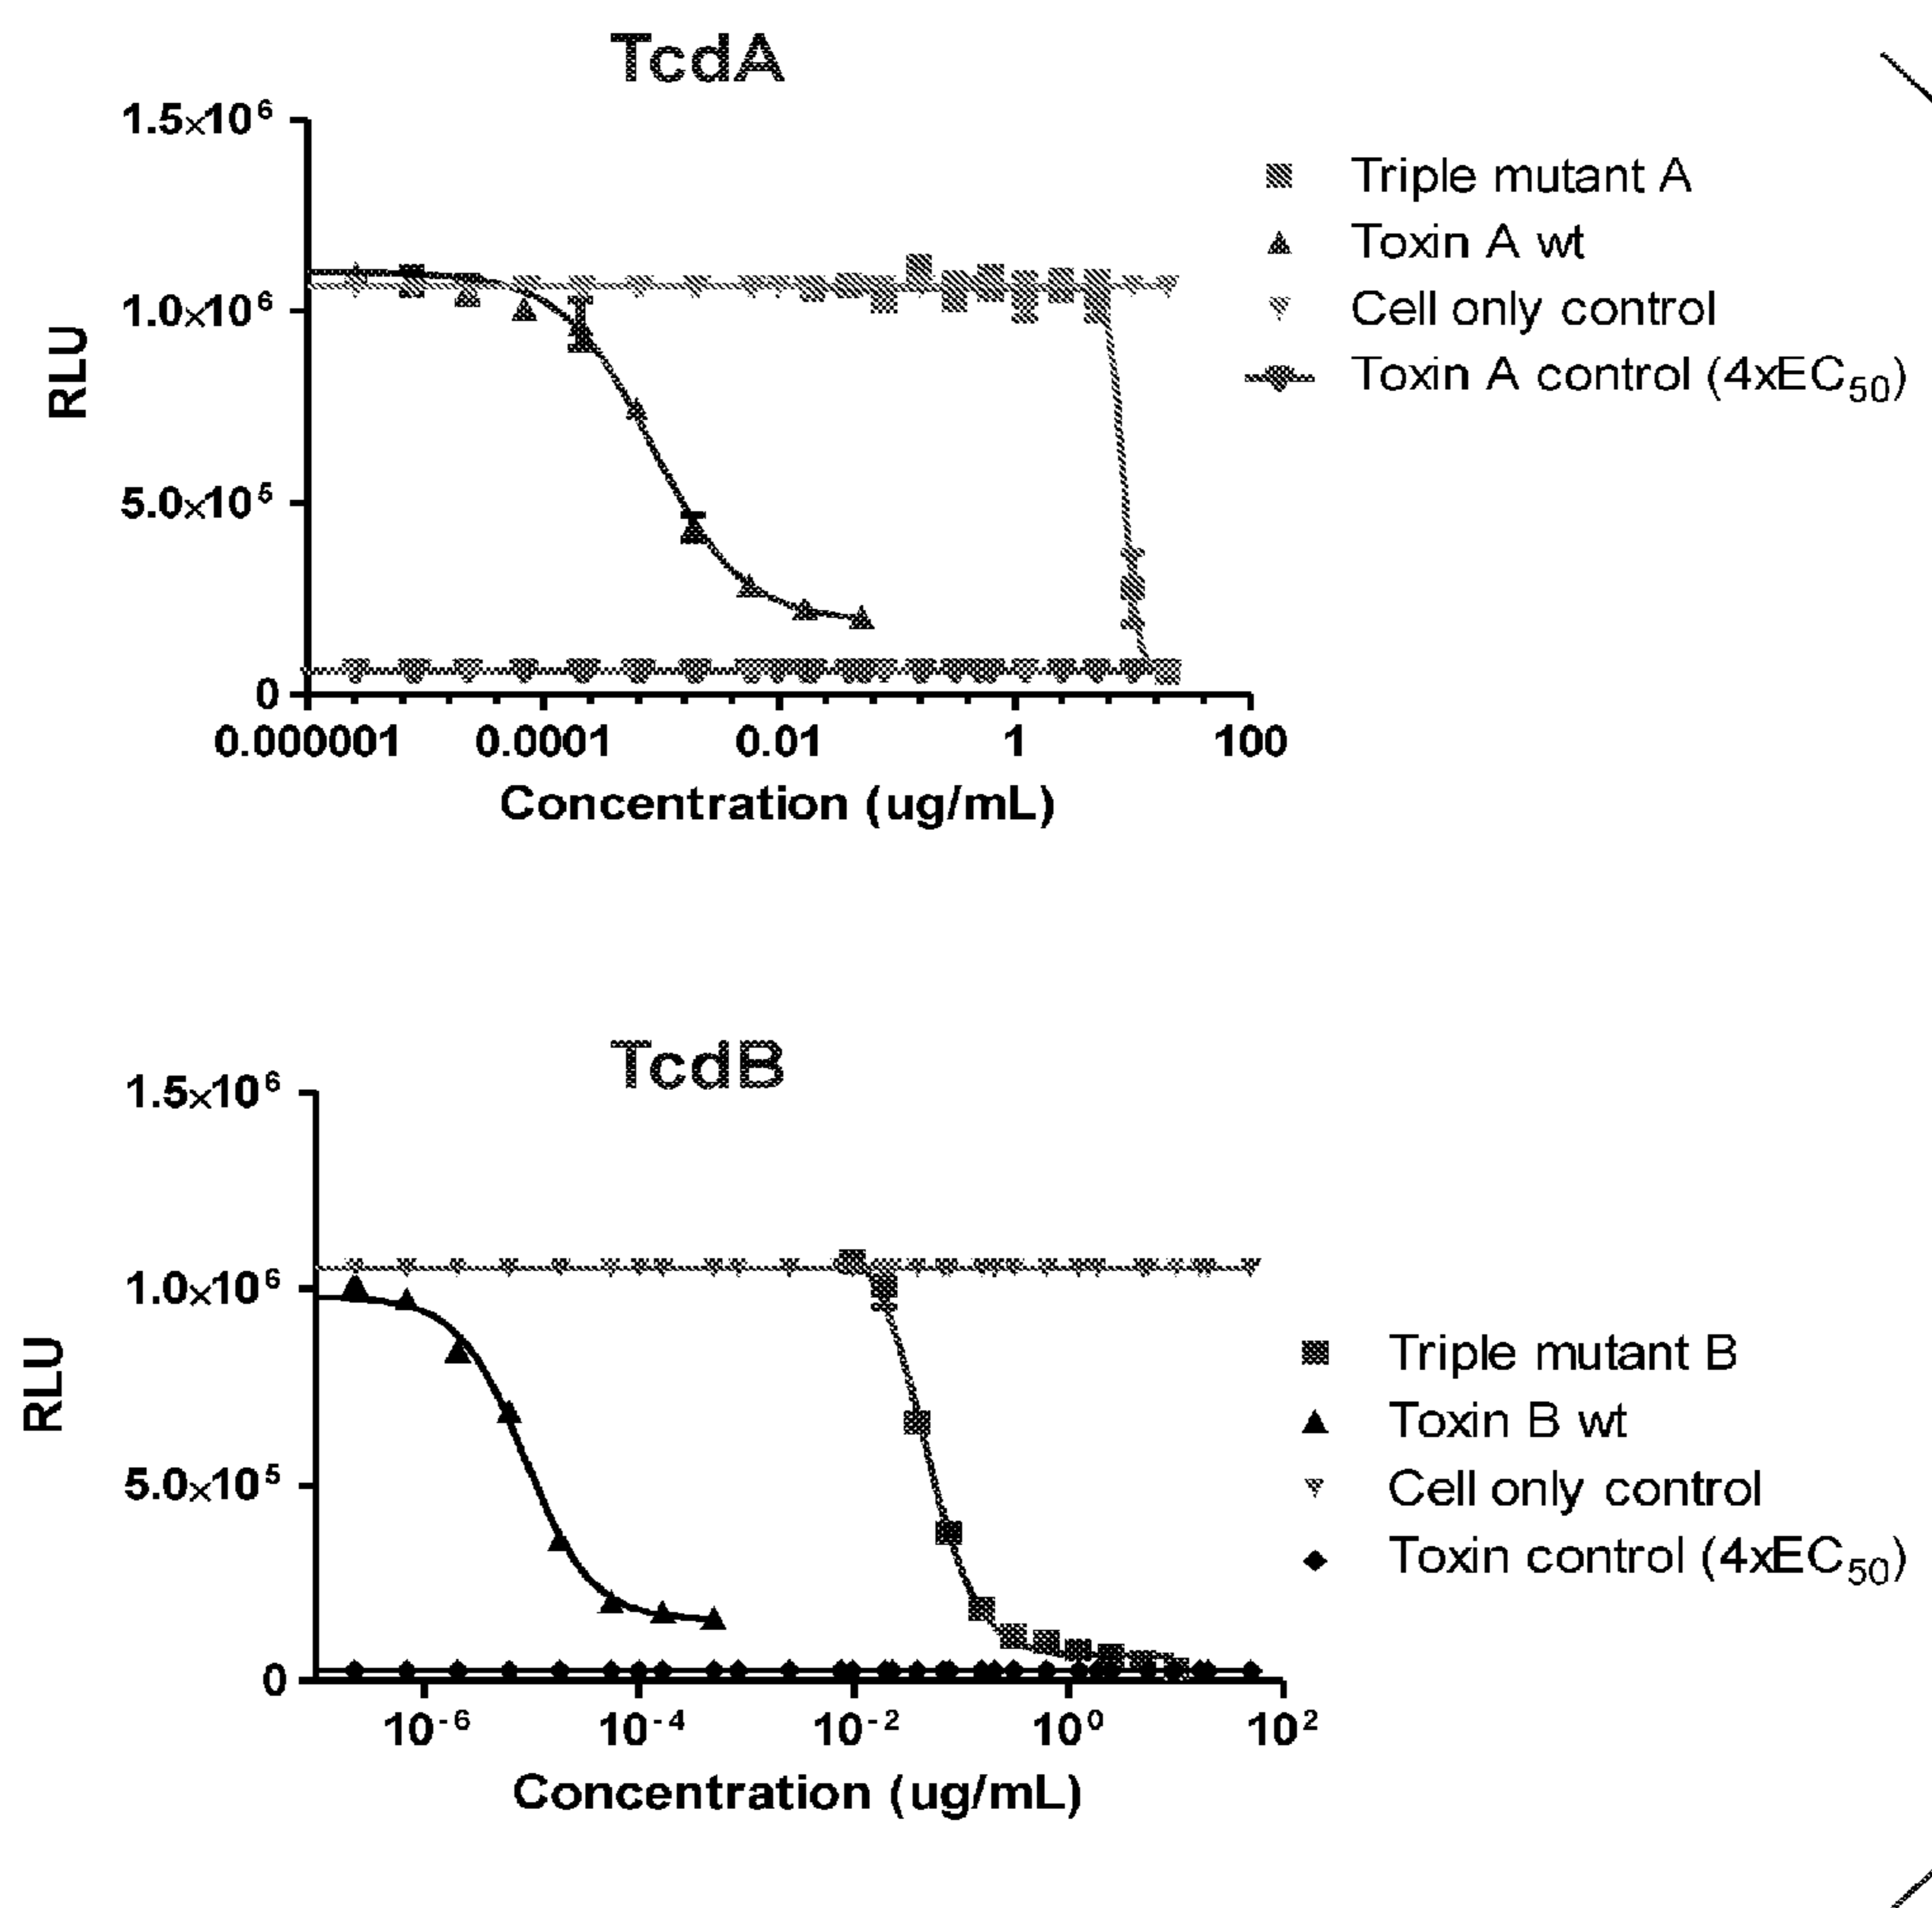 TcdA
1.5×10⁶
1.0×10⁶
5.0×10⁵
0
RLU
0.000001 0.0001 0.01 1 100
Concentration (ug/mL)
Triple mutant A
Toxin A wt
Cell only control
Toxin A control (4xEC₅₀)
TcdB
1.5×10⁶
1.0×10⁶
5.0×10⁵
0
RLU
10⁻⁶ 10⁻⁴ 10⁻² 10⁰ 10²
Concentration (ug/mL)
Triple mutant B
Toxin B wt
Cell only control
Toxin control (4xEC₅₀)